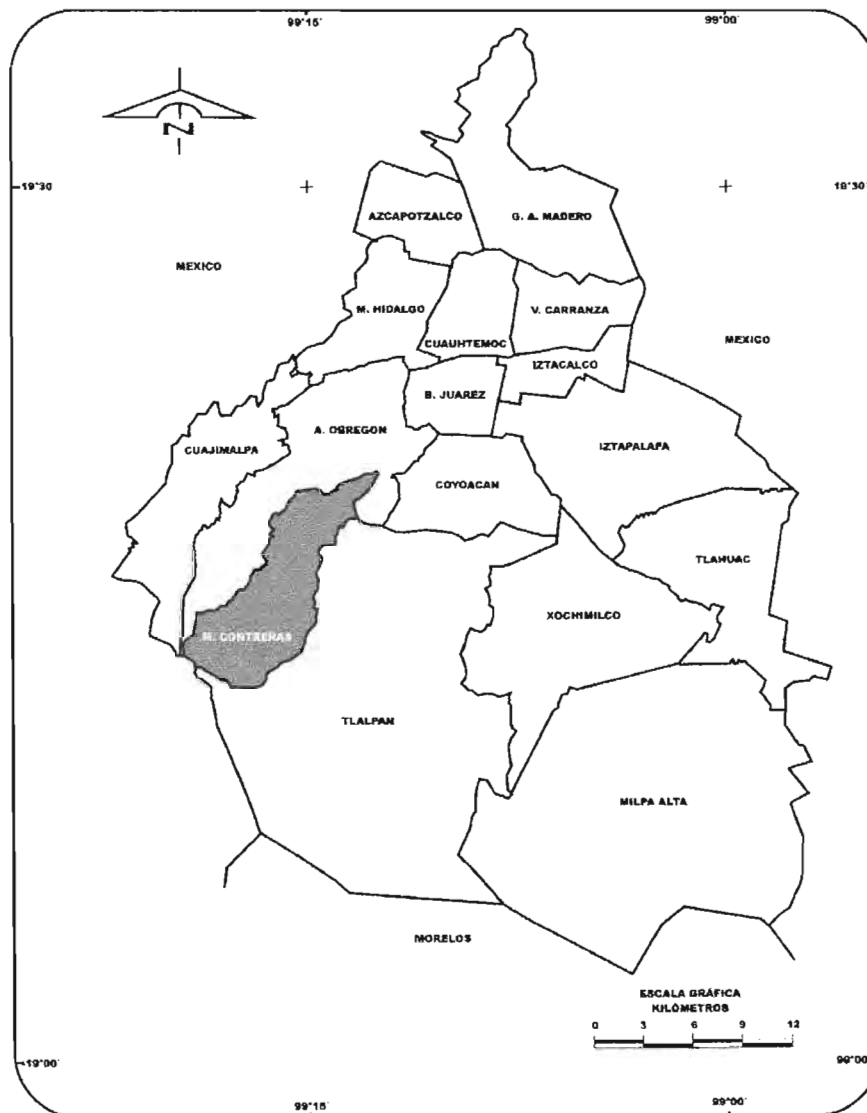 99°15'
99°00'
N
19°30
19°30
AZCAPOTZALCO
G. A. MADERO
MEXICO
M. HIDALGO
V. CARRANZA
CUAUHTEMOC
MEXICO
IZTACALCO
B. JUAREZ
A. OBREGON
CUAJIMALPA
IZTAPALAPA
COYOACAN
TLAHUAC
XOCHIMILCO
M. CONTRERAS
TLALPAN
MILPA ALTA
MORELOS
ESCALA GRÁFICA
KILÓMETROS
0 3 6 9 12
19°00'
99°00'
99°15'
99°00'